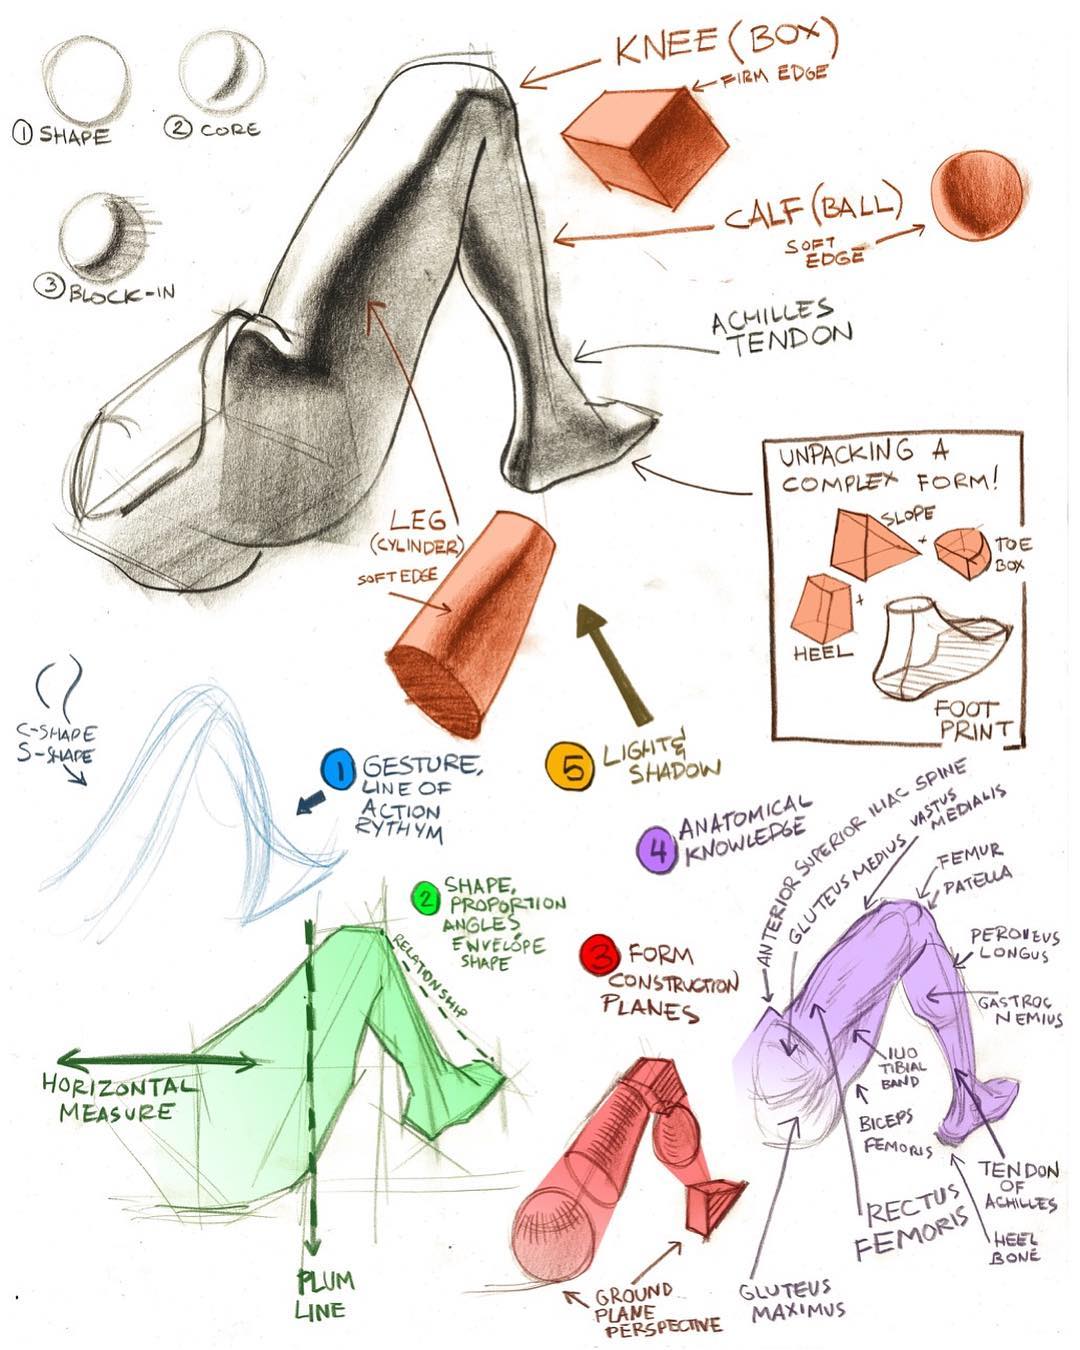 ① SHAPE
② CORE
③ BLOCK-IN
KNEE (BOX)
FIRM EDGE
CALF (BALL)
SOFT
EDGE
ACHILLES
TENDON
LEG
(CYLINDER)
SOFT EDGE
UNPACKING A
COMPLEX FORM!
SLOPE
+
TOE
BOX
+
HEEL
FOOT
PRINT
C-SHAPE
S-SHAPE
1 GESTURE,
LINE OF
ACTION
RYTHYM
5 LIGHT &
SHADOW
4 ANATOMICAL
KNOWLEDGE
2 SHAPE,
PROPORTION
ANGLES,
ENVELOPE
SHAPE
RELATIONSHIP
HORIZONTAL
MEASURE
PLUM
LINE
3 FORM
CONSTRUCTION
PLANES
GROUND
PLANE
PERSPECTIVE
ANTERIOR SUPERIOR ILIAC SPINE
GLUTEUS MEDIUS
VASTUS
MEDIALIS
FEMUR
PATELLA
PERONEUS
LONGUS
GASTROC
NEMIUS
ILIO
TIBIAL
BAND
BICEPS
FEMORIS
RECTUS
FEMORIS
TENDON
OF
ACHILLES
HEEL
BONE
GLUTEUS
MAXIMUS